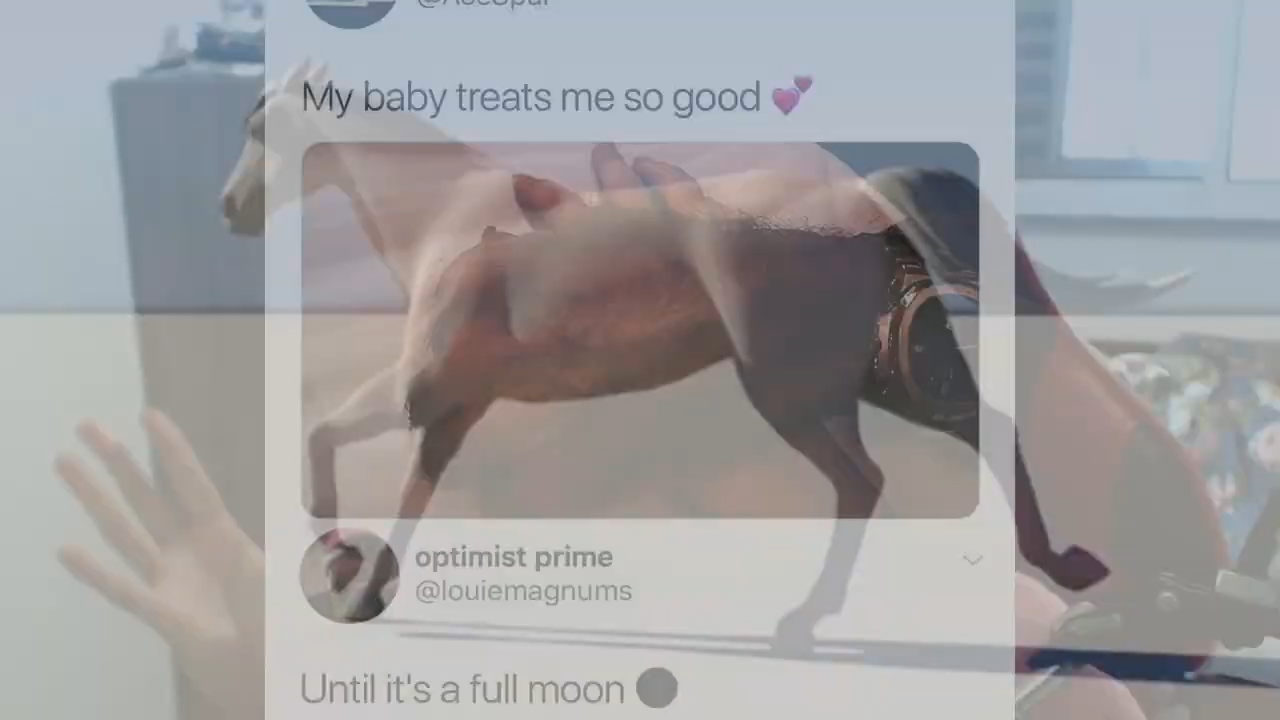 My baby treats me so good 💕
optimist prime
@louiemagnums
Until it's a full moon 🌑